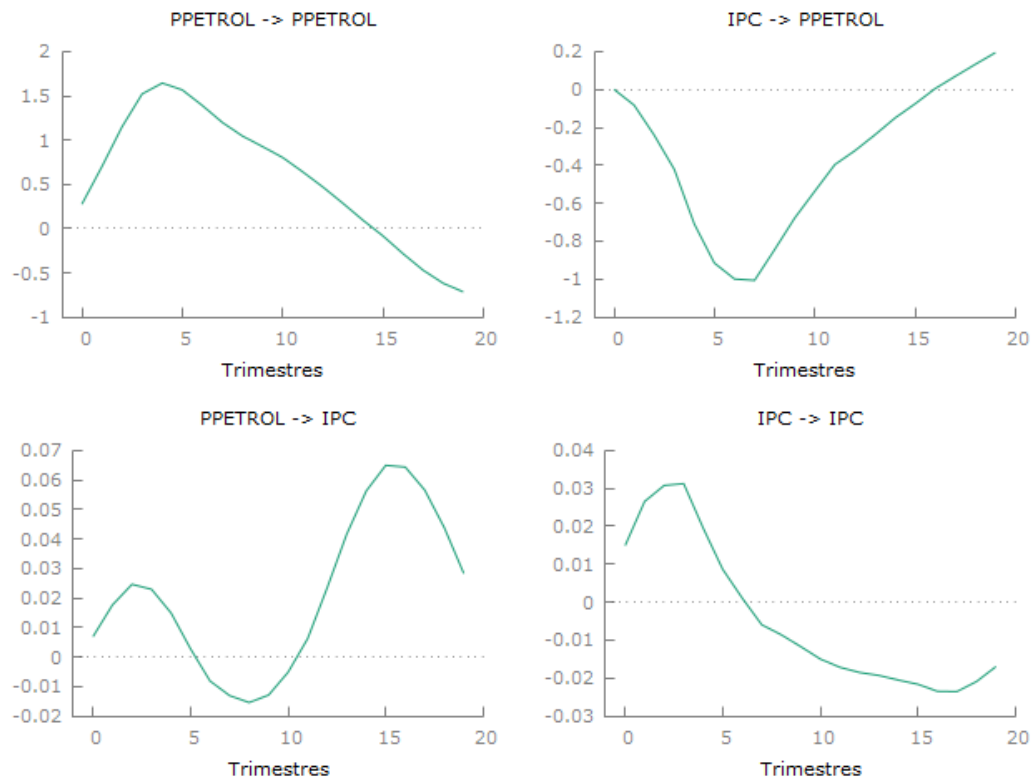 PPETROL -> PPETROL
2
1.5
1
0.5
0
-0.5
-1
0 5 10 15 20
Trimestres
IPC -> PPETROL
0.2
0
-0.2
-0.4
-0.6
-0.8
-1
-1.2
0 5 10 15 20
Trimestres
PPETROL -> IPC
0.07
0.06
0.05
0.04
0.03
0.02
0.01
0
-0.01
-0.02
0 5 10 15 20
Trimestres
IPC -> IPC
0.04
0.03
0.02
0.01
0
-0.01
-0.02
-0.03
0 5 10 15 20
Trimestres